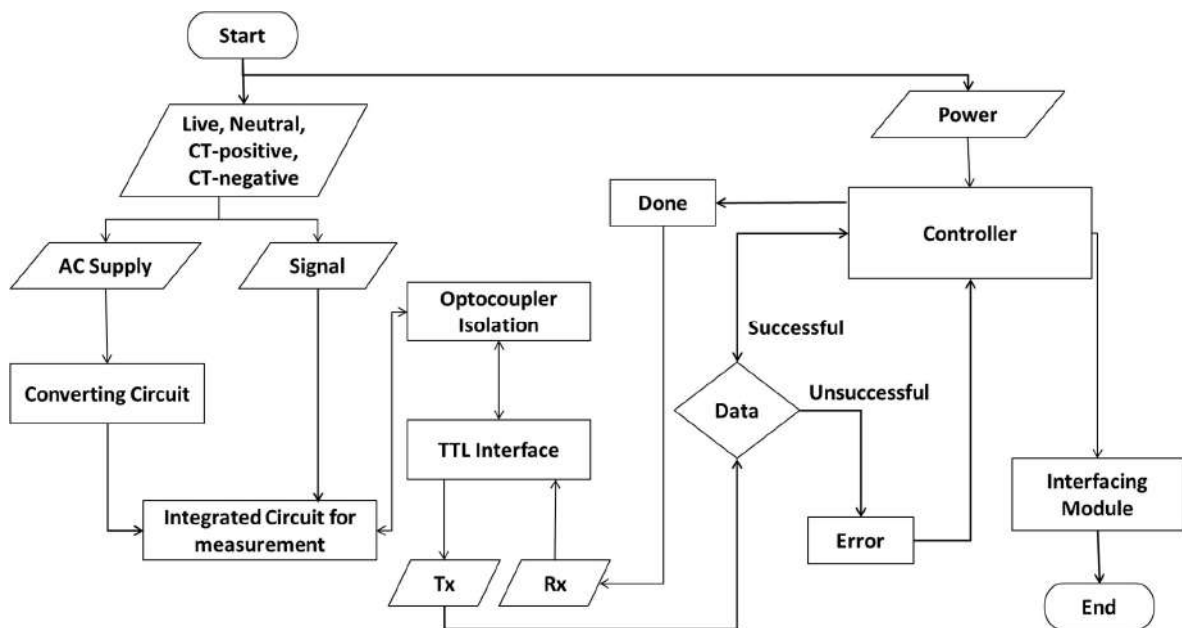 Start
Live, Neutral,
CT-positive,
CT-negative
Power
Done
Controller
AC Supply
Signal
Optocoupler
Isolation
Successful
Converting Circuit
Data
Unsuccessful
TTL Interface
Integrated Circuit for
measurement
Interfacing
Module
Error
Tx
Rx
End